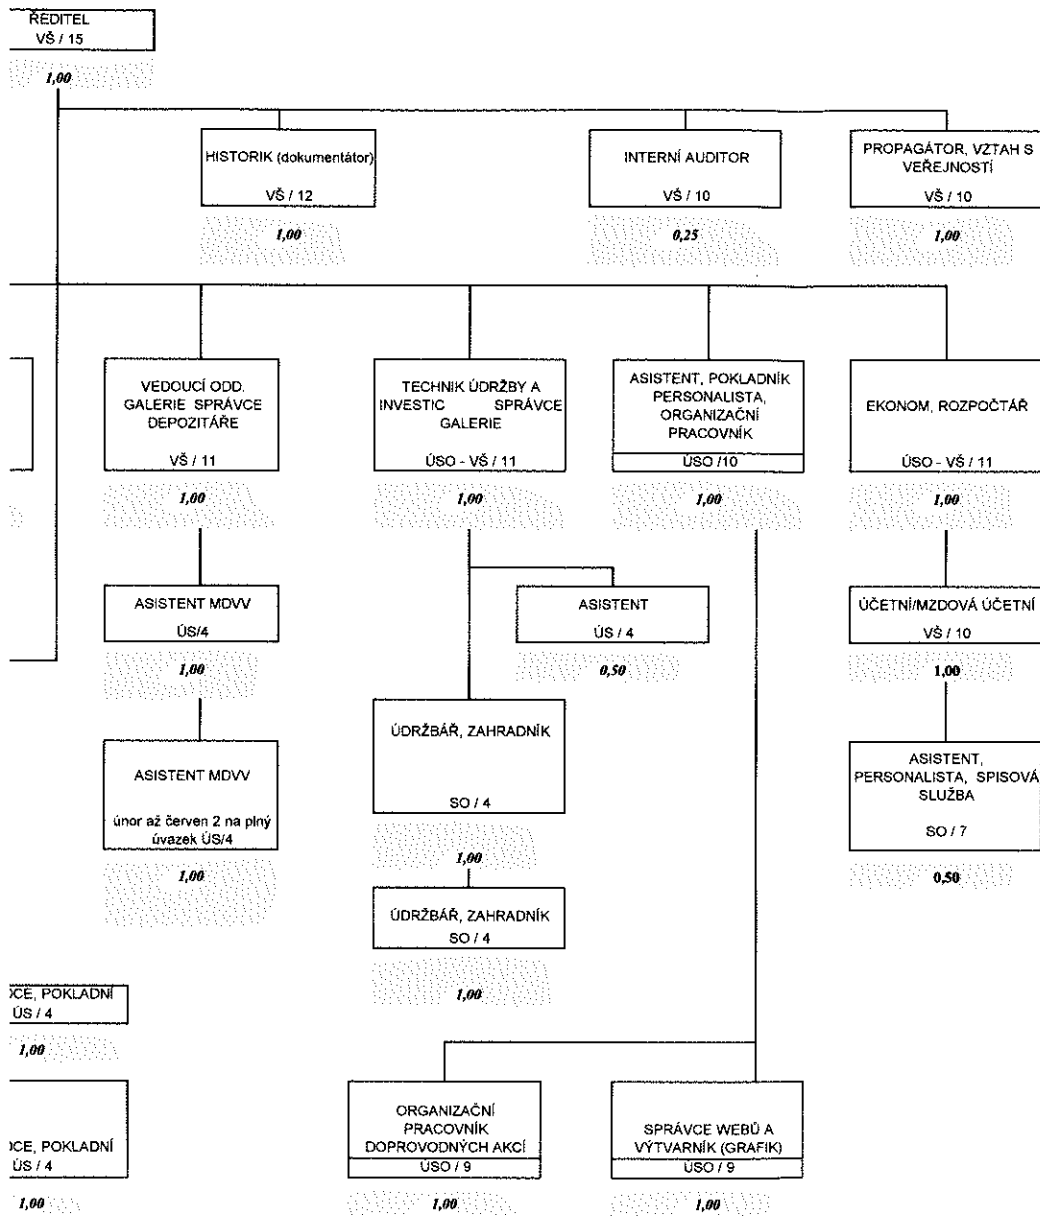 ŘEDITEL
VŠ / 15
1,00
HISTORIK (dokumentátor)
VŠ / 12
1,00
INTERNÍ AUDITOR
VŠ / 10
0,25
PROPAGÁTOR, VZTAH S
VEŘEJNOSTÍ
VŠ / 10
1,00
VEDOUCÍ ODD.
GALERIE SPRÁVCE
DEPOZITÁŘE
VŠ / 11
1,00
TECHNIK ÚDRŽBY A
INVESTIC SPRÁVCE
GALERIE
ÚSO - VŠ / 11
1,00
ASISTENT, POKLADNÍK
PERSONALISTA,
ORGANIZAČNÍ
PRACOVNÍK
ÚSO /10
1,00
EKONOM, ROZPOČTÁŘ
ÚSO - VŠ / 11
1,00
ASISTENT MDVV
ÚS/4
1,00
ASISTENT
ÚS / 4
0,50
ÚČETNÍ/MZDOVÁ ÚČETNÍ
VŠ / 10
1,00
ASISTENT MDVV
únor až červen 2 na plný
úvazek ÚS/4
1,00
ÚDRŽBÁŘ, ZAHRADNÍK
SO / 4
1,00
ASISTENT,
PERSONALISTA, SPISOVÁ
SLUŽBA
SO / 7
0,50
ÚDRŽBÁŘ, ZAHRADNÍK
SO / 4
1,00
POKLADNÍ
ÚS / 4
1,00
POKLADNÍ
ÚS / 4
1,00
ORGANIZAČNÍ
PRACOVNÍK
DOPROVODNÝCH AKCÍ
ÚSO / 9
1,00
SPRÁVCE WEBŮ A
VÝTVARNÍK (GRAFIK)
ÚSO / 9
1,00